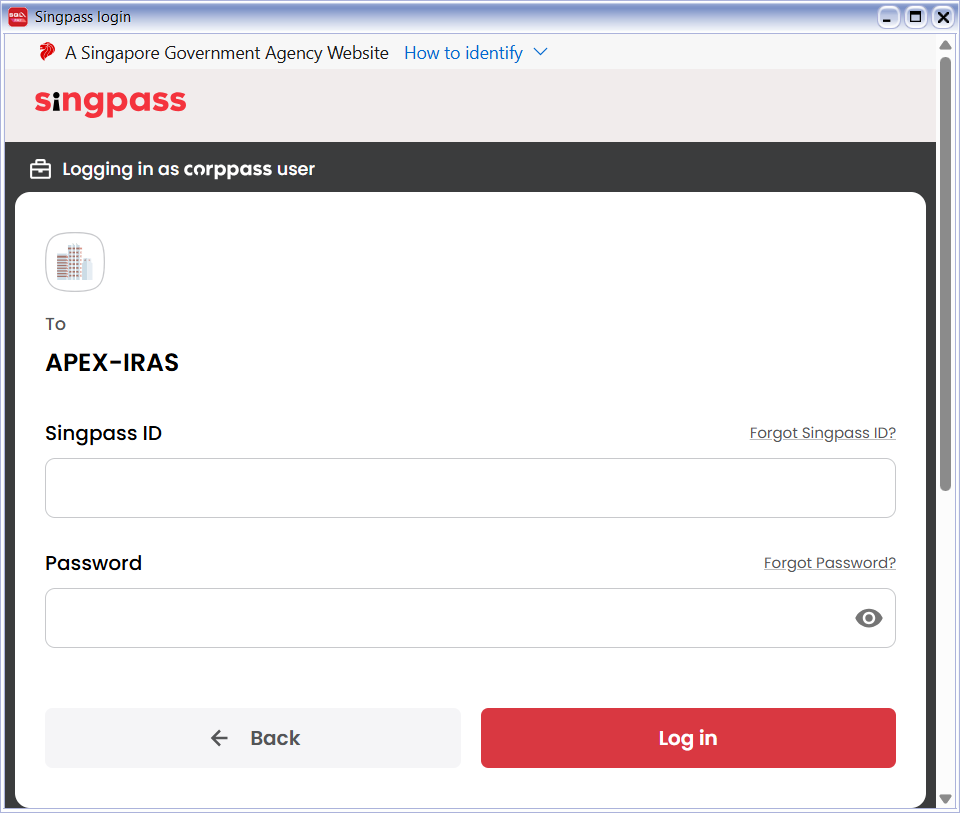 Singpass login
A Singapore Government Agency Website How to identify
singpass
Logging in as corppass user
To
APEX-IRAS
Singpass ID Forgot Singpass ID?
Password Forgot Password?
Back Log in